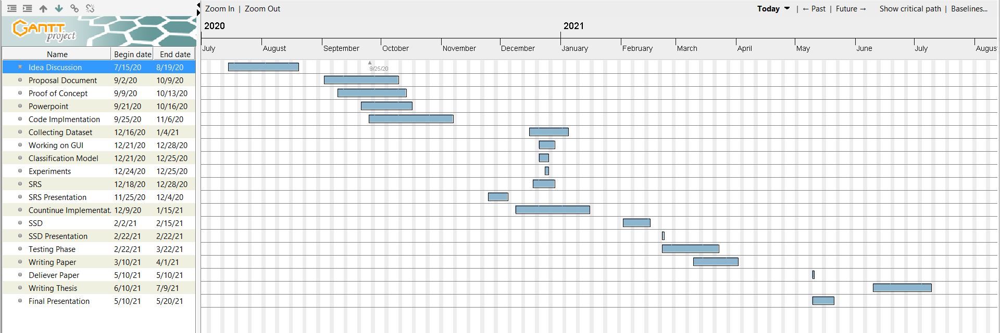 Zoom In | Zoom Out
Today | ← Past | Future → Show critical path | Baselines...
GANTT
project
2020 2021
July August September October November December January February March April May June July Augus
Name Begin date End date
Idea Discussion 7/15/20 8/19/20
9/25/20
Proposal Document 9/2/20 10/9/20
Proof of Concept 9/9/20 10/13/20
Powerpoint 9/21/20 10/16/20
Code Implmentation 9/25/20 11/6/20
Collecting Dataset 12/16/20 1/4/21
Working on GUI 12/21/20 12/28/20
Classification Model 12/21/20 12/25/20
Experiments 12/24/20 12/25/20
SRS 12/18/20 12/28/20
SRS Presentation 11/25/20 12/4/20
Countinue Implementat. 12/9/20 1/15/21
SSD 2/2/21 2/15/21
SSD Presentation 2/22/21 2/22/21
Testing Phase 2/22/21 3/22/21
Writing Paper 3/10/21 4/1/21
Deliever Paper 5/10/21 5/10/21
Writing Thesis 6/10/21 7/9/21
Final Presentation 5/10/21 5/20/21